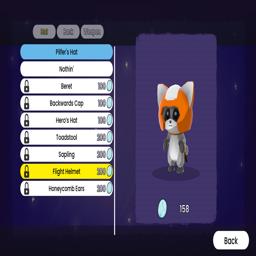 Hat Back Weapon
Pilfer's Hat
Nothin'
Beret 100
Backwards Cap 100
Hero's Hat 100
Toadstool 200
Sapling 200
Flight Helmet 200
Honeycomb Ears 200
158
Back